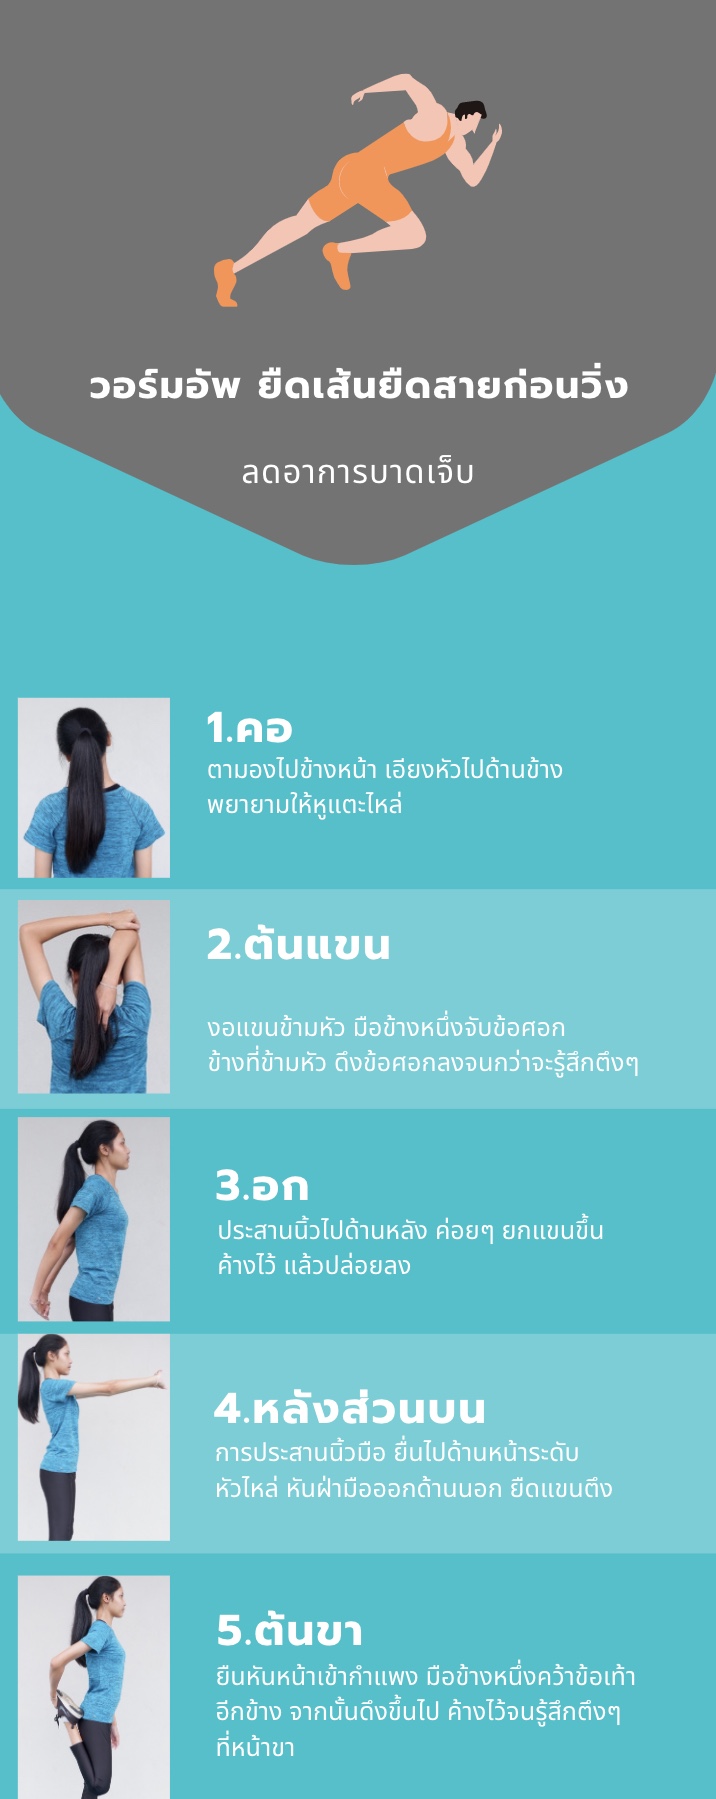 วอร์มอัพ ยืดเส้นยืดสายก่อนวิ่ง
ลดอาการบาดเจ็บ
1.คอ
ตามองไปข้างหน้า เอียงหัวไปด้านข้าง
พยายามให้หูแตะไหล่
2.ต้นแขน
งอแขนข้ามหัว มือข้างหนึ่งจับข้อศอก
ข้างที่ข้ามหัว ดึงข้อศอกลงจนกว่าจะรู้สึกตึงๆ
3.อก
ประสานนิ้วไปด้านหลัง ค่อยๆ ยกแขนขึ้น
ค้างไว้ แล้วปล่อยลง
4.หลังส่วนบน
การประสานนิ้วมือ ยื่นไปด้านหน้าระดับ
หัวไหล่ หันฝ่ามือออกด้านนอก ยืดแขนตึง
5.ต้นขา
ยืนหันหน้าเข้ากำแพง มือข้างหนึ่งคว้าข้อเท้า
อีกข้าง จากนั้นดึงขึ้นไป ค้างไว้จนรู้สึกตึงๆ
ที่หน้าขา